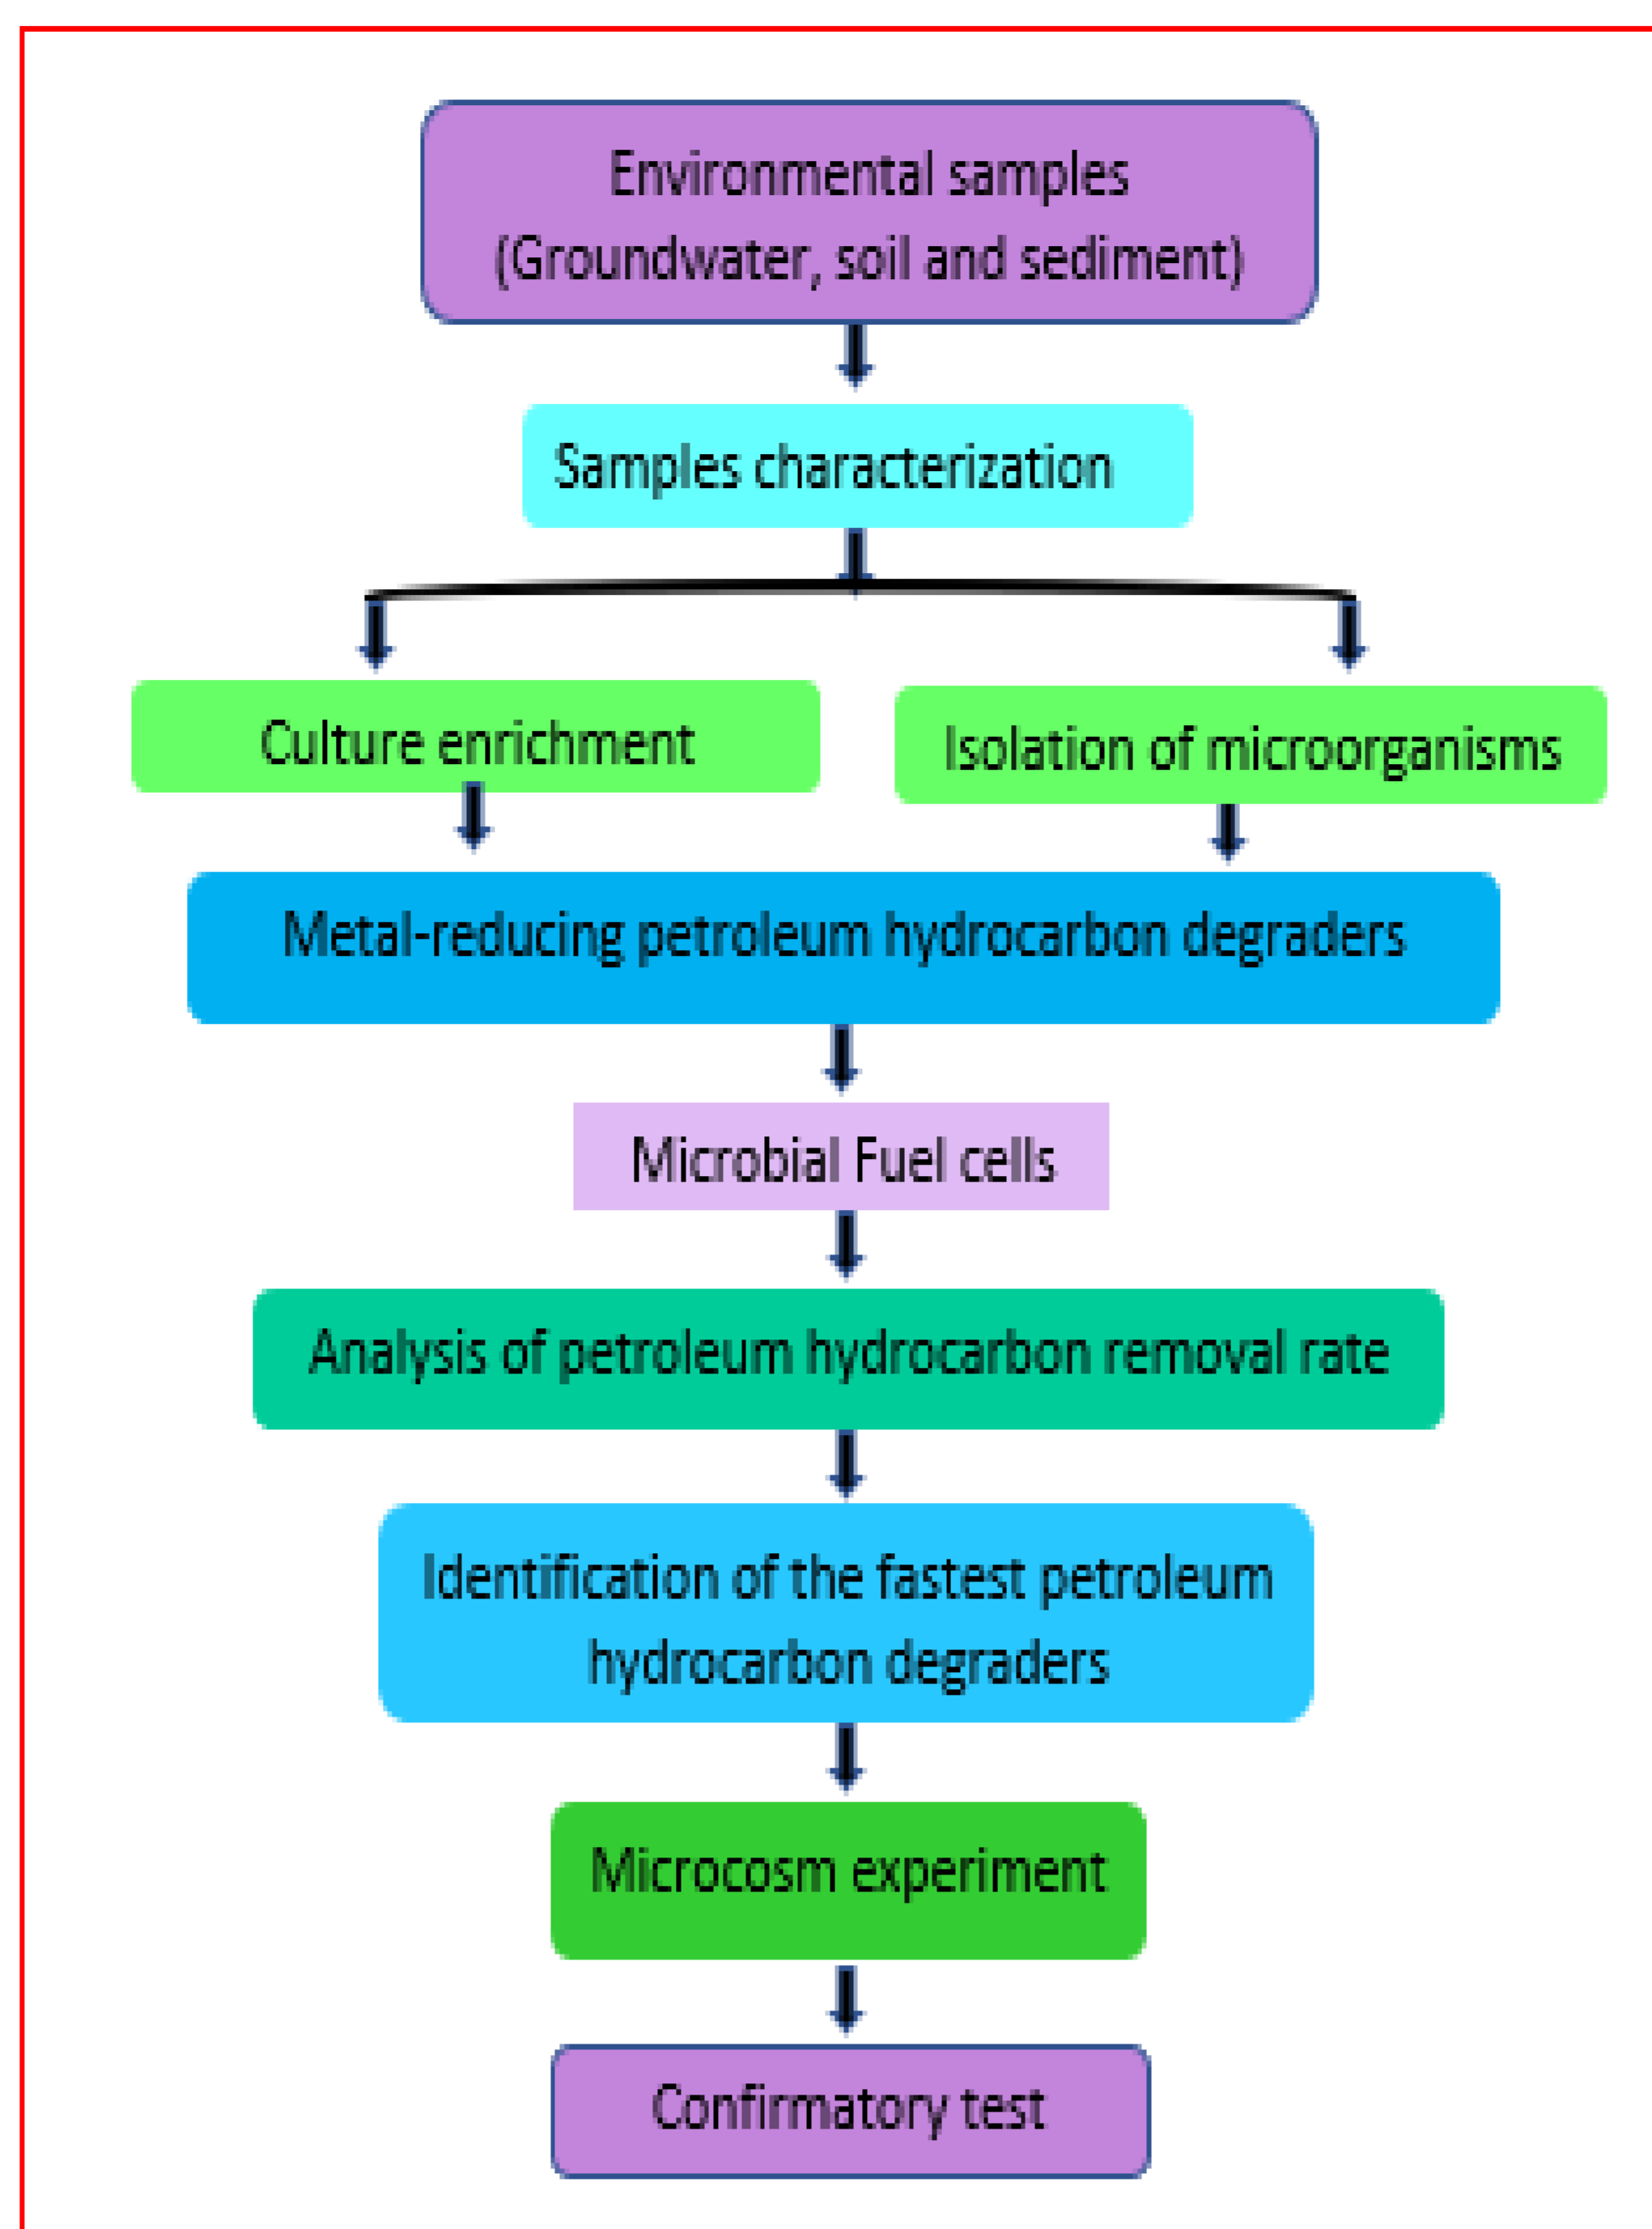 Environmental samples
(Groundwater, soil and sediment)
Samples characterization
Culture enrichment
Isolation of microorganisms
Metal-reducing petroleum hydrocarbon degraders
Microbial Fuel cells
Analysis of petroleum hydrocarbon removal rate
Identification of the fastest petroleum
hydrocarbon degraders
Microcosm experiment
Confirmatory test